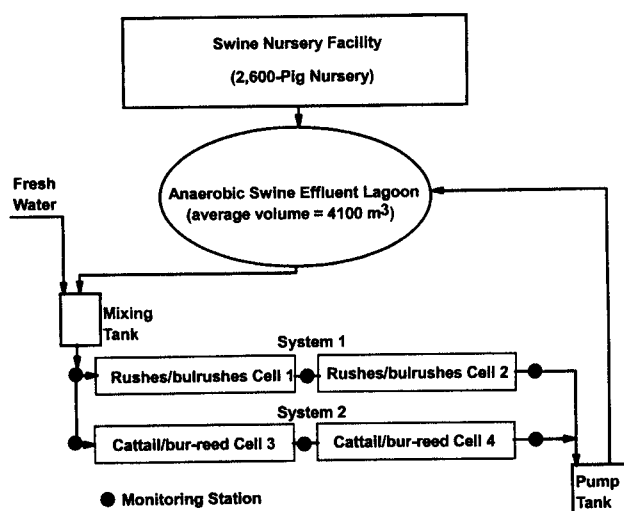 Swine Nursery Facility
(2,600-Pig Nursery)
Anaerobic Swine Effluent Lagoon
(average volume = 4100 m³)
Fresh
Water
Mixing
Tank
System 1
Rushes/bulrushes Cell 1
Rushes/bulrushes Cell 2
System 2
Cattail/bur-reed Cell 3
Cattail/bur-reed Cell 4
Monitoring Station
Pump
Tank